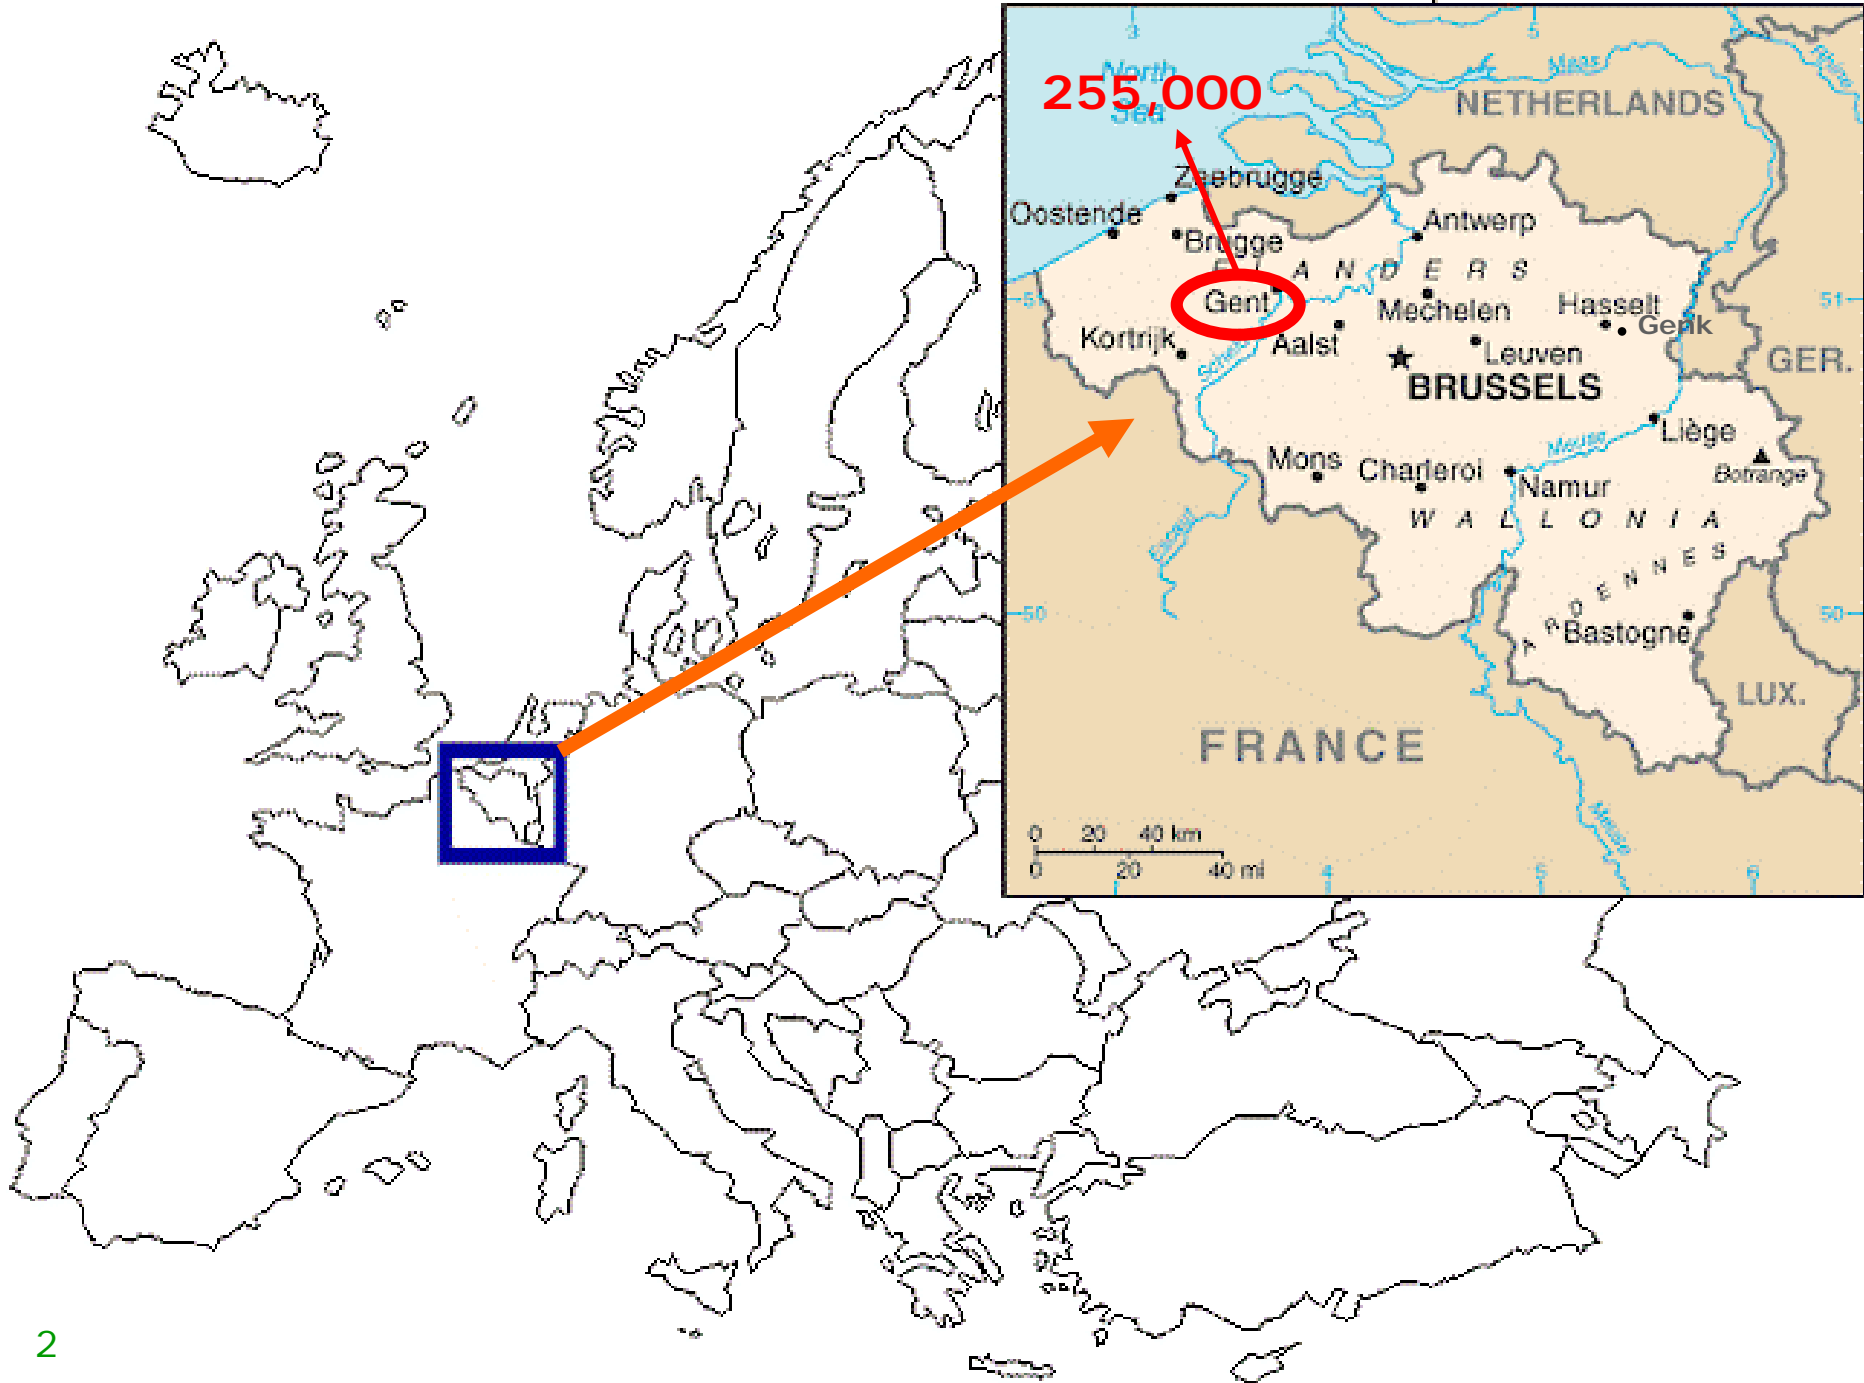 3
5
North
Sea
255,000
Maas
Rhine
NETHERLANDS
Zeebrugge
Oostende
Antwerp
Brugge
F L A N D E R S
51
51
Gent
Mechelen
Hasselt
Genk
Kortrijk
Schelde
Aalst
Leuven
GER.
BRUSSELS
Liège
Meuse
Mons
Charleroi
Botrange
Namur
W A L L O N I A
Escaut
A R D E N N E S
50
50
Bastogne
LUX.
FRANCE
Meuse
0 20 40 km
0 20 40 mi
4
5
6
2